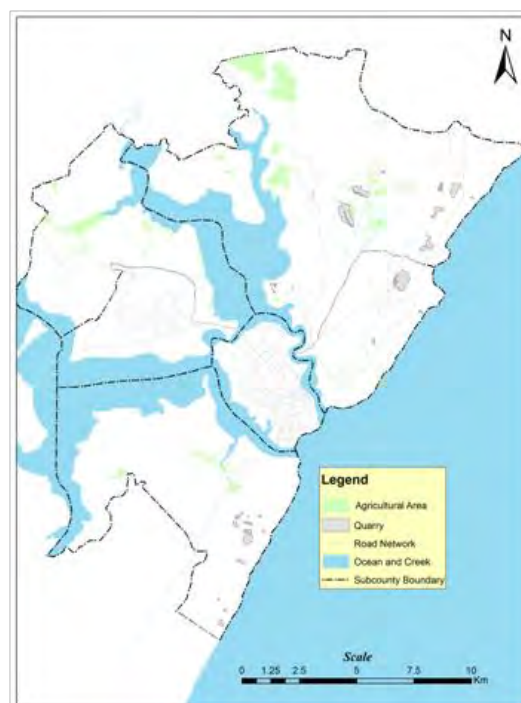 N
Legend
Agricultural Area
Quarry
Road Network
Ocean and Creek
Subcounty Boundary
Scale
0 1.25 2.5 5 7.5 10
Km